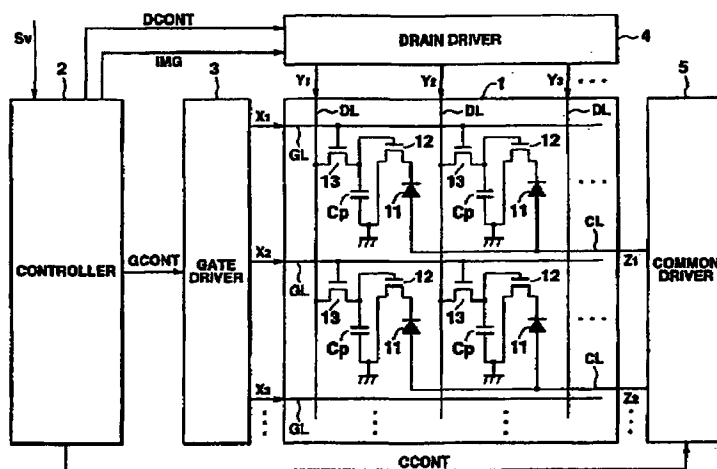 DCONT
Sv
DRAIN DRIVER
4
IMG
2
3
Y1
Y2
Y3
1
5
X1
DL
DL
DL
GL
12
12
13
13
Cp
11
Cp
11
CL
CONTROLLER
GCONT
GATE
DRIVER
X2
Z1
COMMON
DRIVER
GL
12
12
13
13
Cp
11
Cp
11
CL
X3
Z2
GL
CCONT